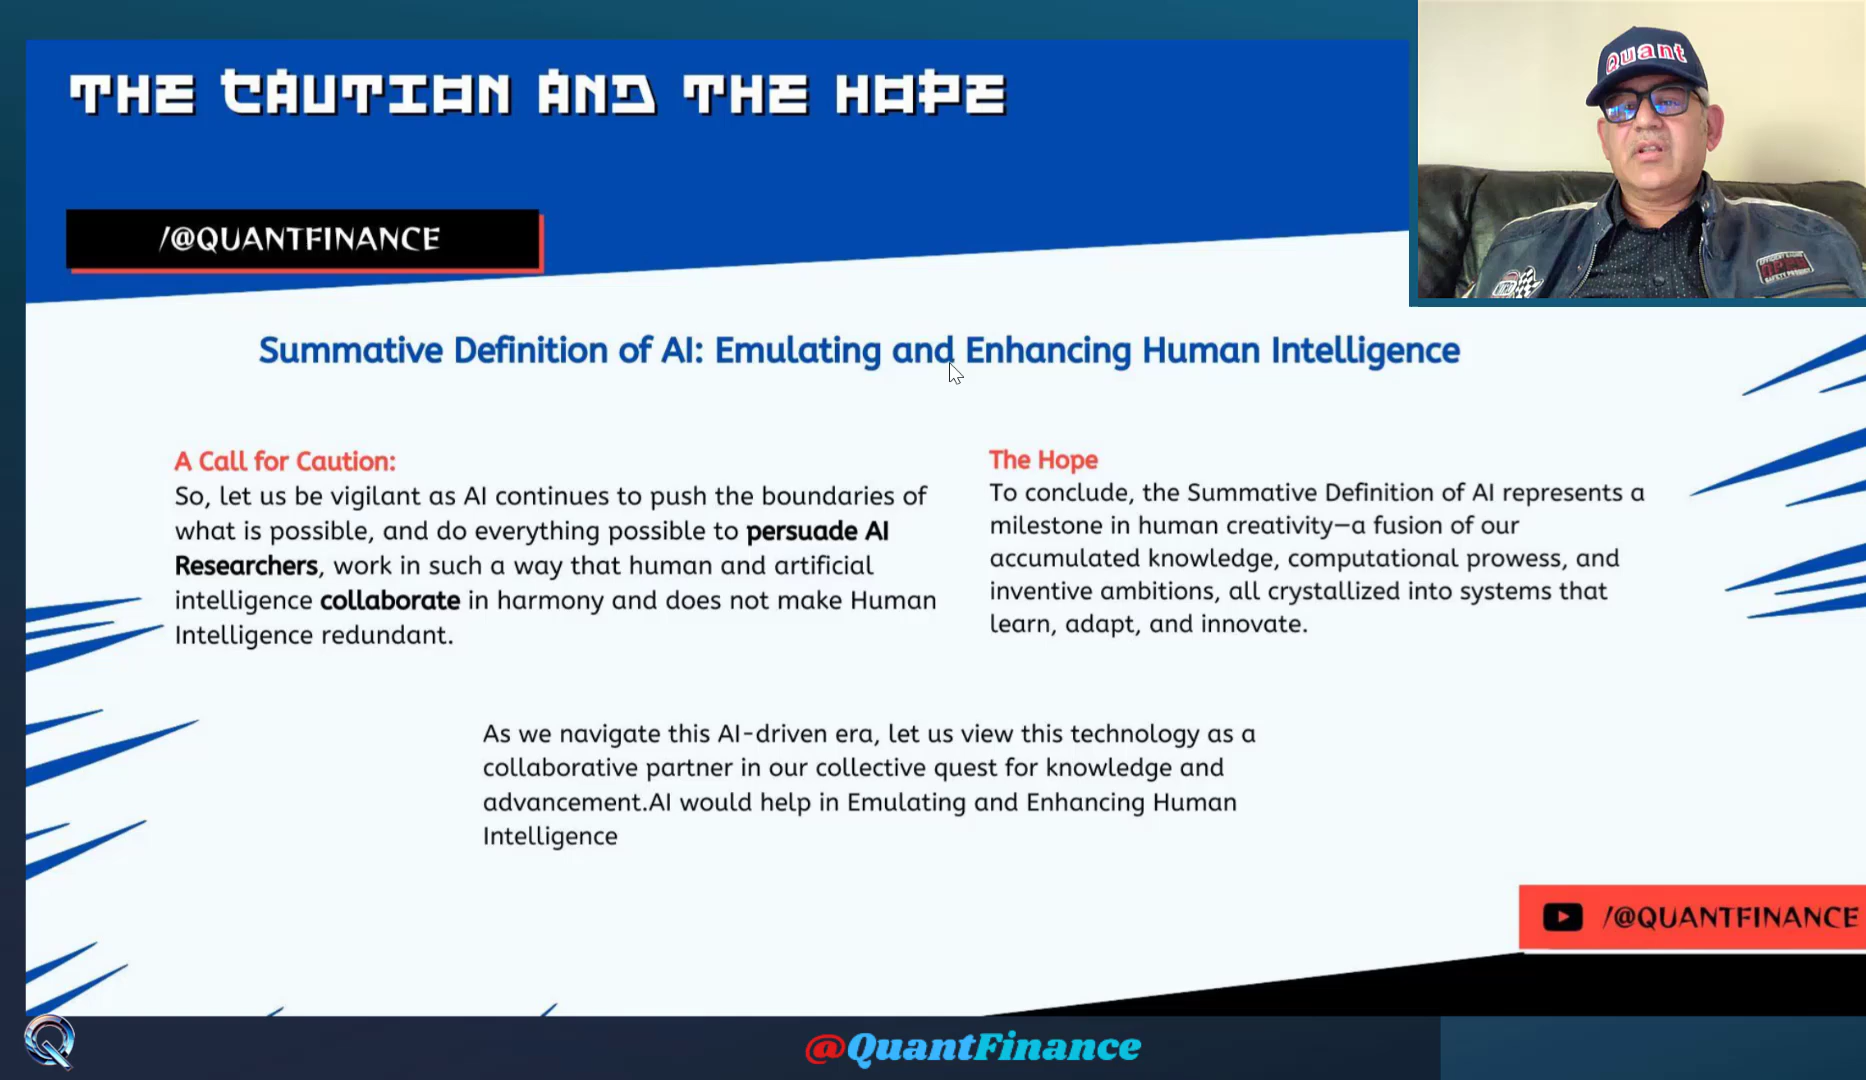 THE CAUTION AND THE HOPE
Quant
/@QUANTFINANCE
Summative Definition of AI: Emulating and Enhancing Human Intelligence
A Call for Caution:
So, let us be vigilant as AI continues to push the boundaries of
what is possible, and do everything possible to persuade AI
Researchers, work in such a way that human and artificial
intelligence collaborate in harmony and does not make Human
Intelligence redundant.
The Hope
To conclude, the Summative Definition of AI represents a
milestone in human creativity—a fusion of our
accumulated knowledge, computational prowess, and
inventive ambitions, all crystallized into systems that
learn, adapt, and innovate.
As we navigate this AI-driven era, let us view this technology as a
collaborative partner in our collective quest for knowledge and
advancement.AI would help in Emulating and Enhancing Human
Intelligence
/@QUANTFINANCE
@QuantFinance